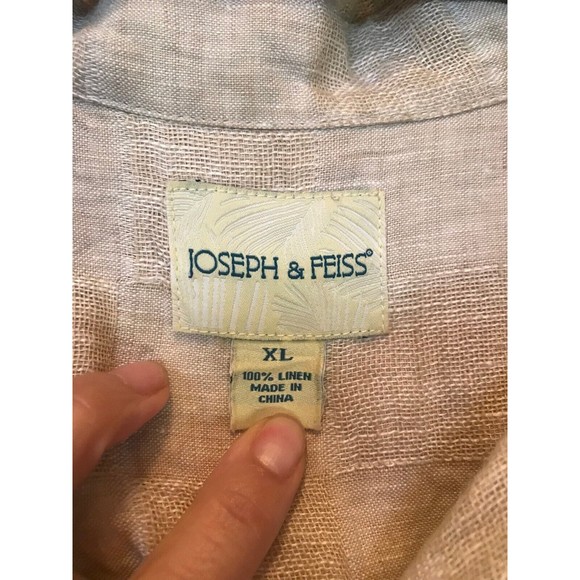 JOSEPH & FEISS®
XL
100% LINEN
MADE IN
CHINA